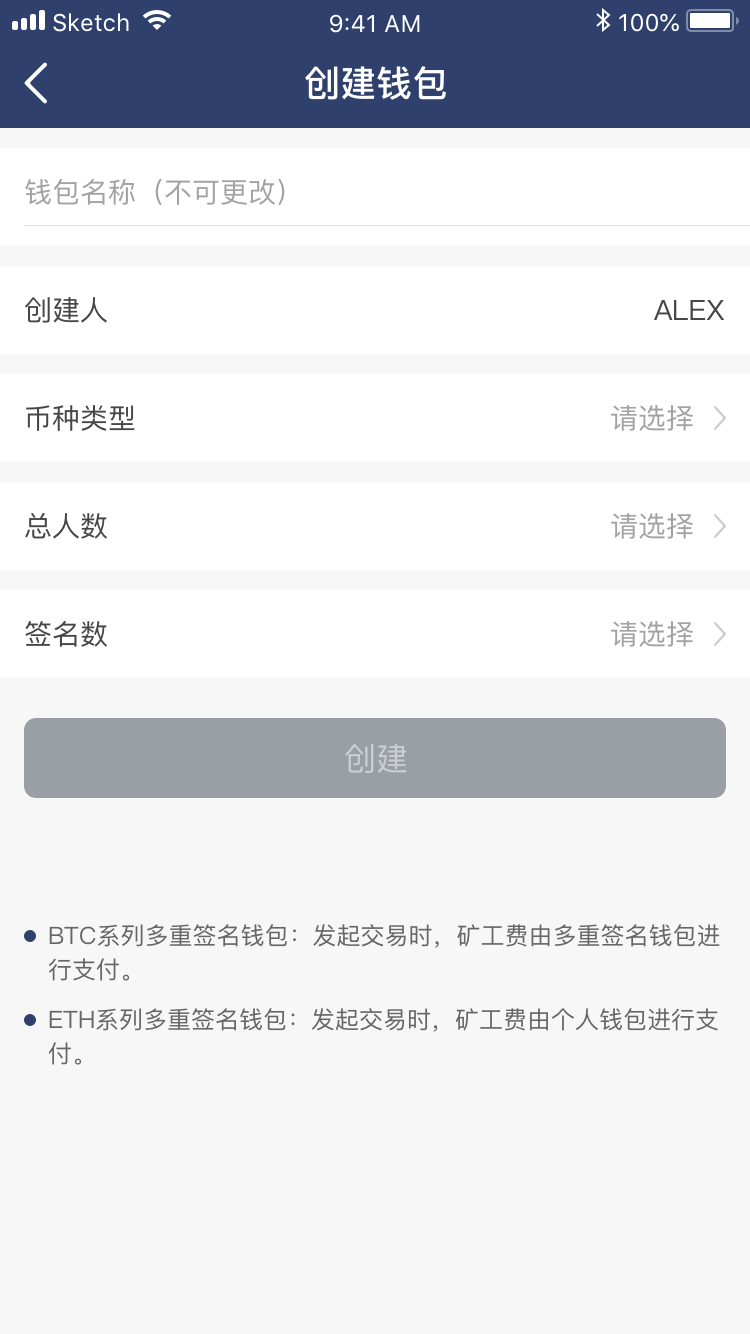 Sketch 9:41 AM 100%
创建钱包
钱包名称（不可更改）
创建人 ALEX
币种类型 请选择
总人数 请选择
签名数 请选择
创建
BTC系列多重签名钱包：发起交易时，矿工费由多重签名钱包进
行支付。
ETH系列多重签名钱包：发起交易时，矿工费由个人钱包进行支
付。